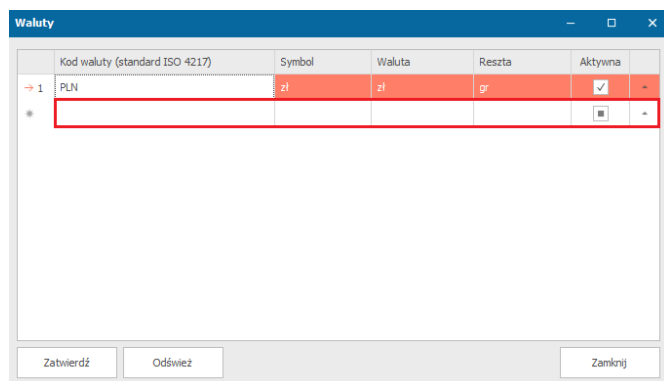 Waluty
Kod waluty (standard ISO 4217) Symbol Waluta Reszta Aktywna
1 PLN zł zł gr
Zatwierdź Odśwież Zamknij